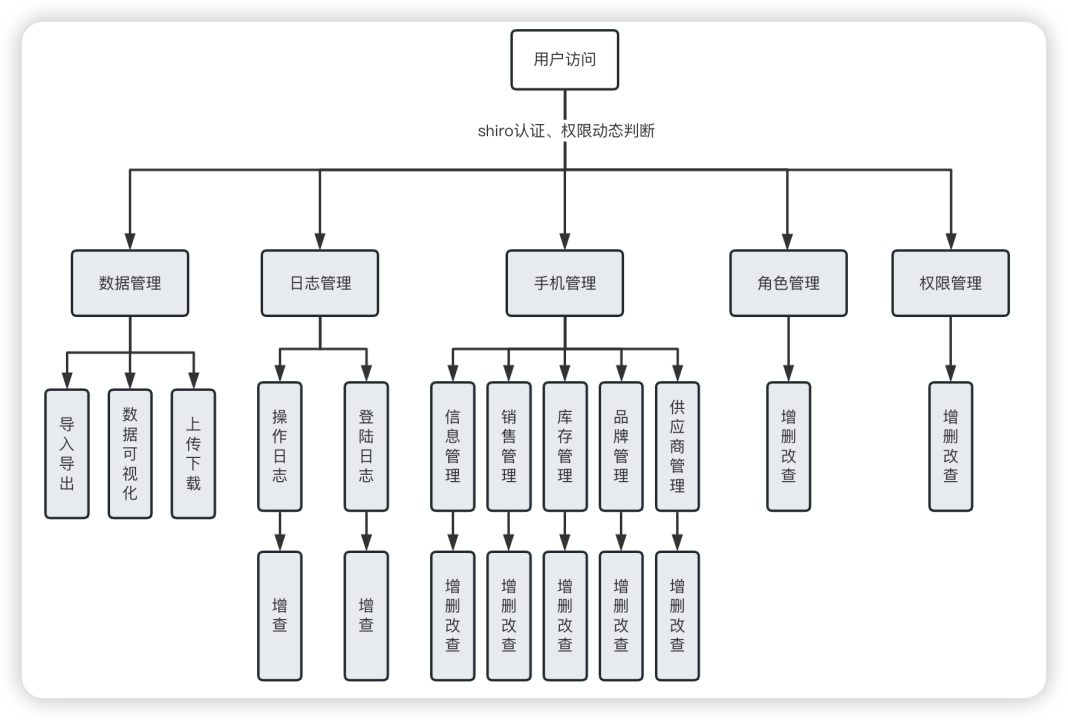 用户访问
shiro认证、权限动态判断
数据管理
日志管理
手机管理
角色管理
权限管理
导入导出
数据可视化
上传下载
操作日志
登陆日志
信息管理
销售管理
库存管理
品牌管理
供应商管理
增删改查
增删改查
增查
增查
增删改查
增删改查
增删改查
增删改查
增删改查